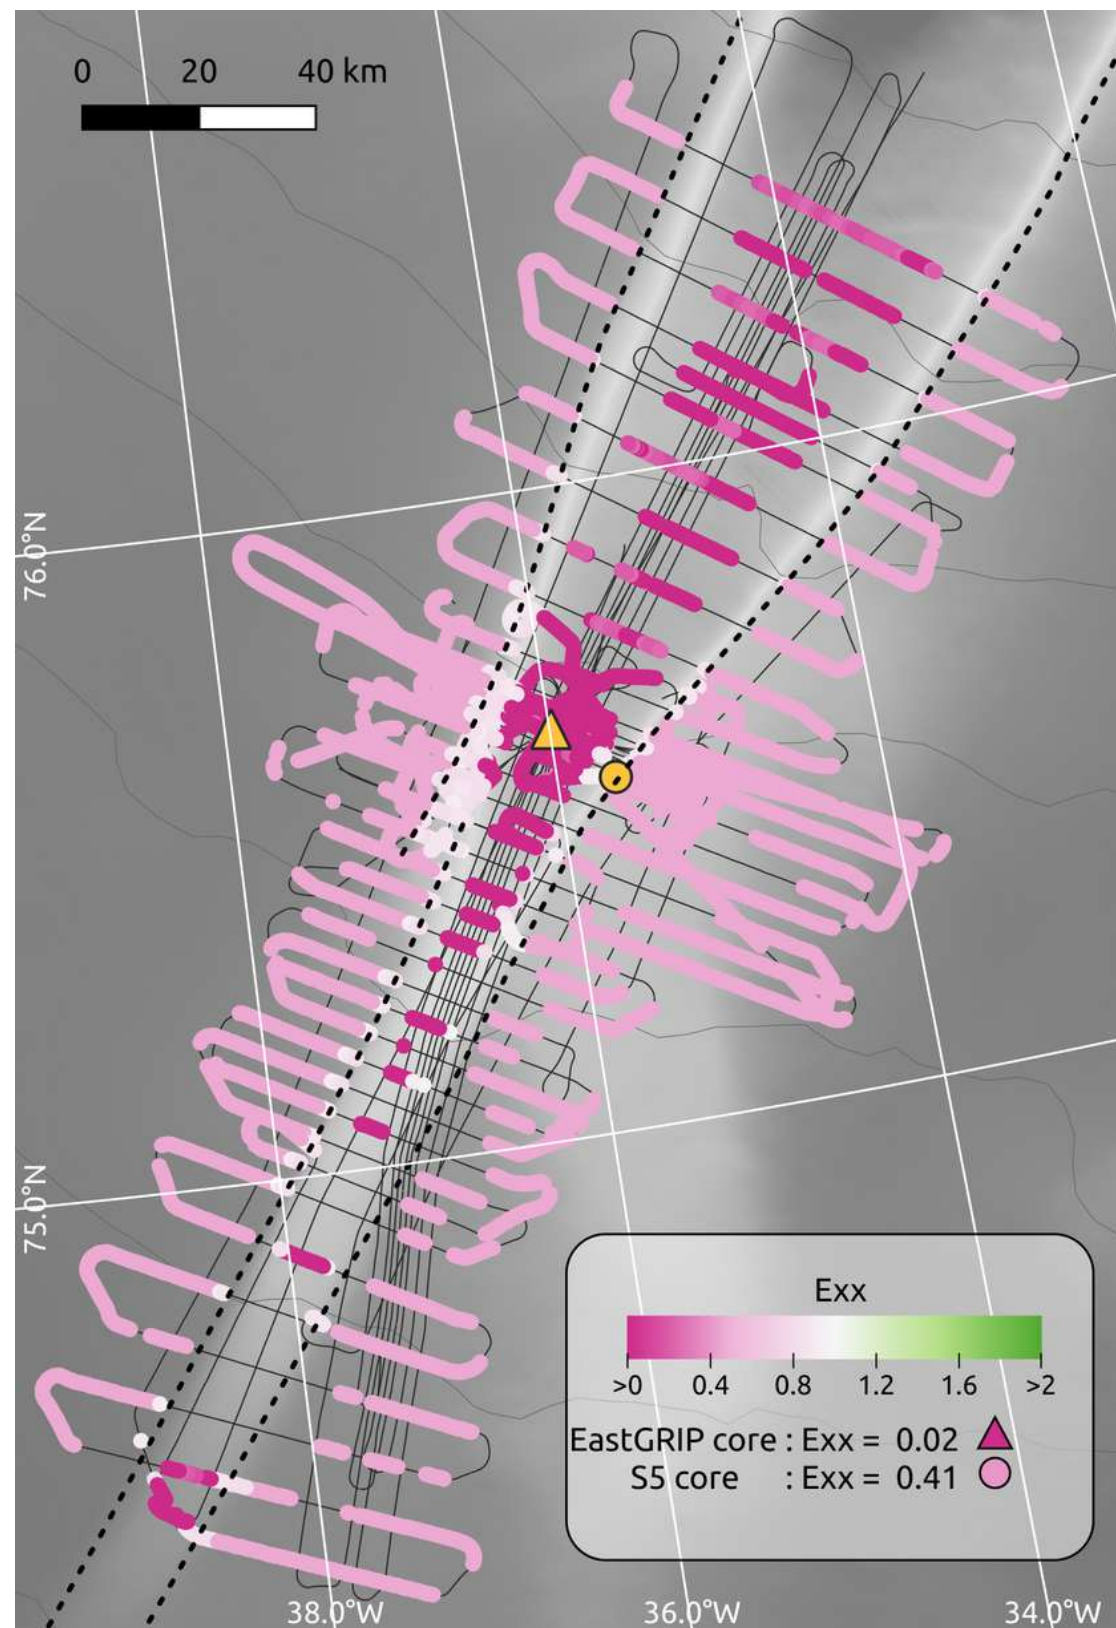 0 20 40 km
76.0°N
75.0°N
Exx
>0 0.4 0.8 1.2 1.6 >2
EastGRIP core : Exx = 0.02
S5 core : Exx = 0.41
38.0°W 36.0°W 34.0°W